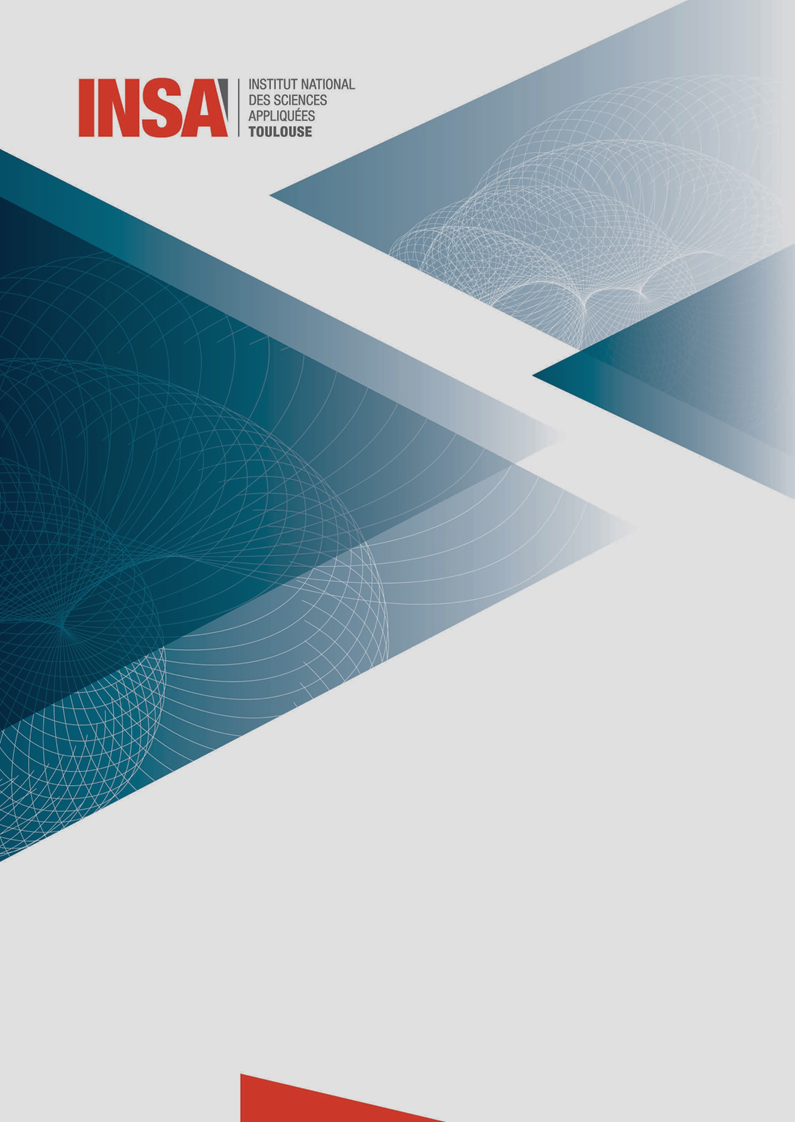 INSA
INSTITUT NATIONAL
DES SCIENCES
APPLIQUÉES
TOULOUSE